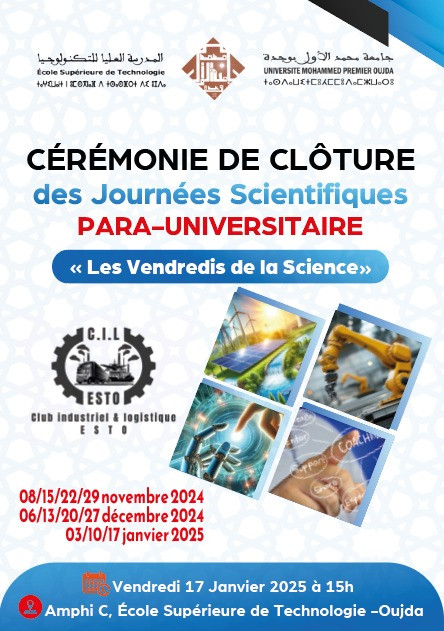 المدرسة العليا للتكنولوجيا
École Supérieure de Technologie
جامعة محمد الأول بوجدة
UNIVERSITE MOHAMMED PREMIER OUJDA
CÉRÉMONIE DE CLÔTURE
des Journées Scientifiques
PARA-UNIVERSITAIRE
« Les Vendredis de la Science»
C.I.L
ESTO
Club industriel & logistique
E S T O
COACHI
08/15/22/29 novembre 2024
06/13/20/27 décembre 2024
03/10/17 janvier 2025
Vendredi 17 Janvier 2025 à 15h
Amphi C, École Supérieure de Technologie -Oujda